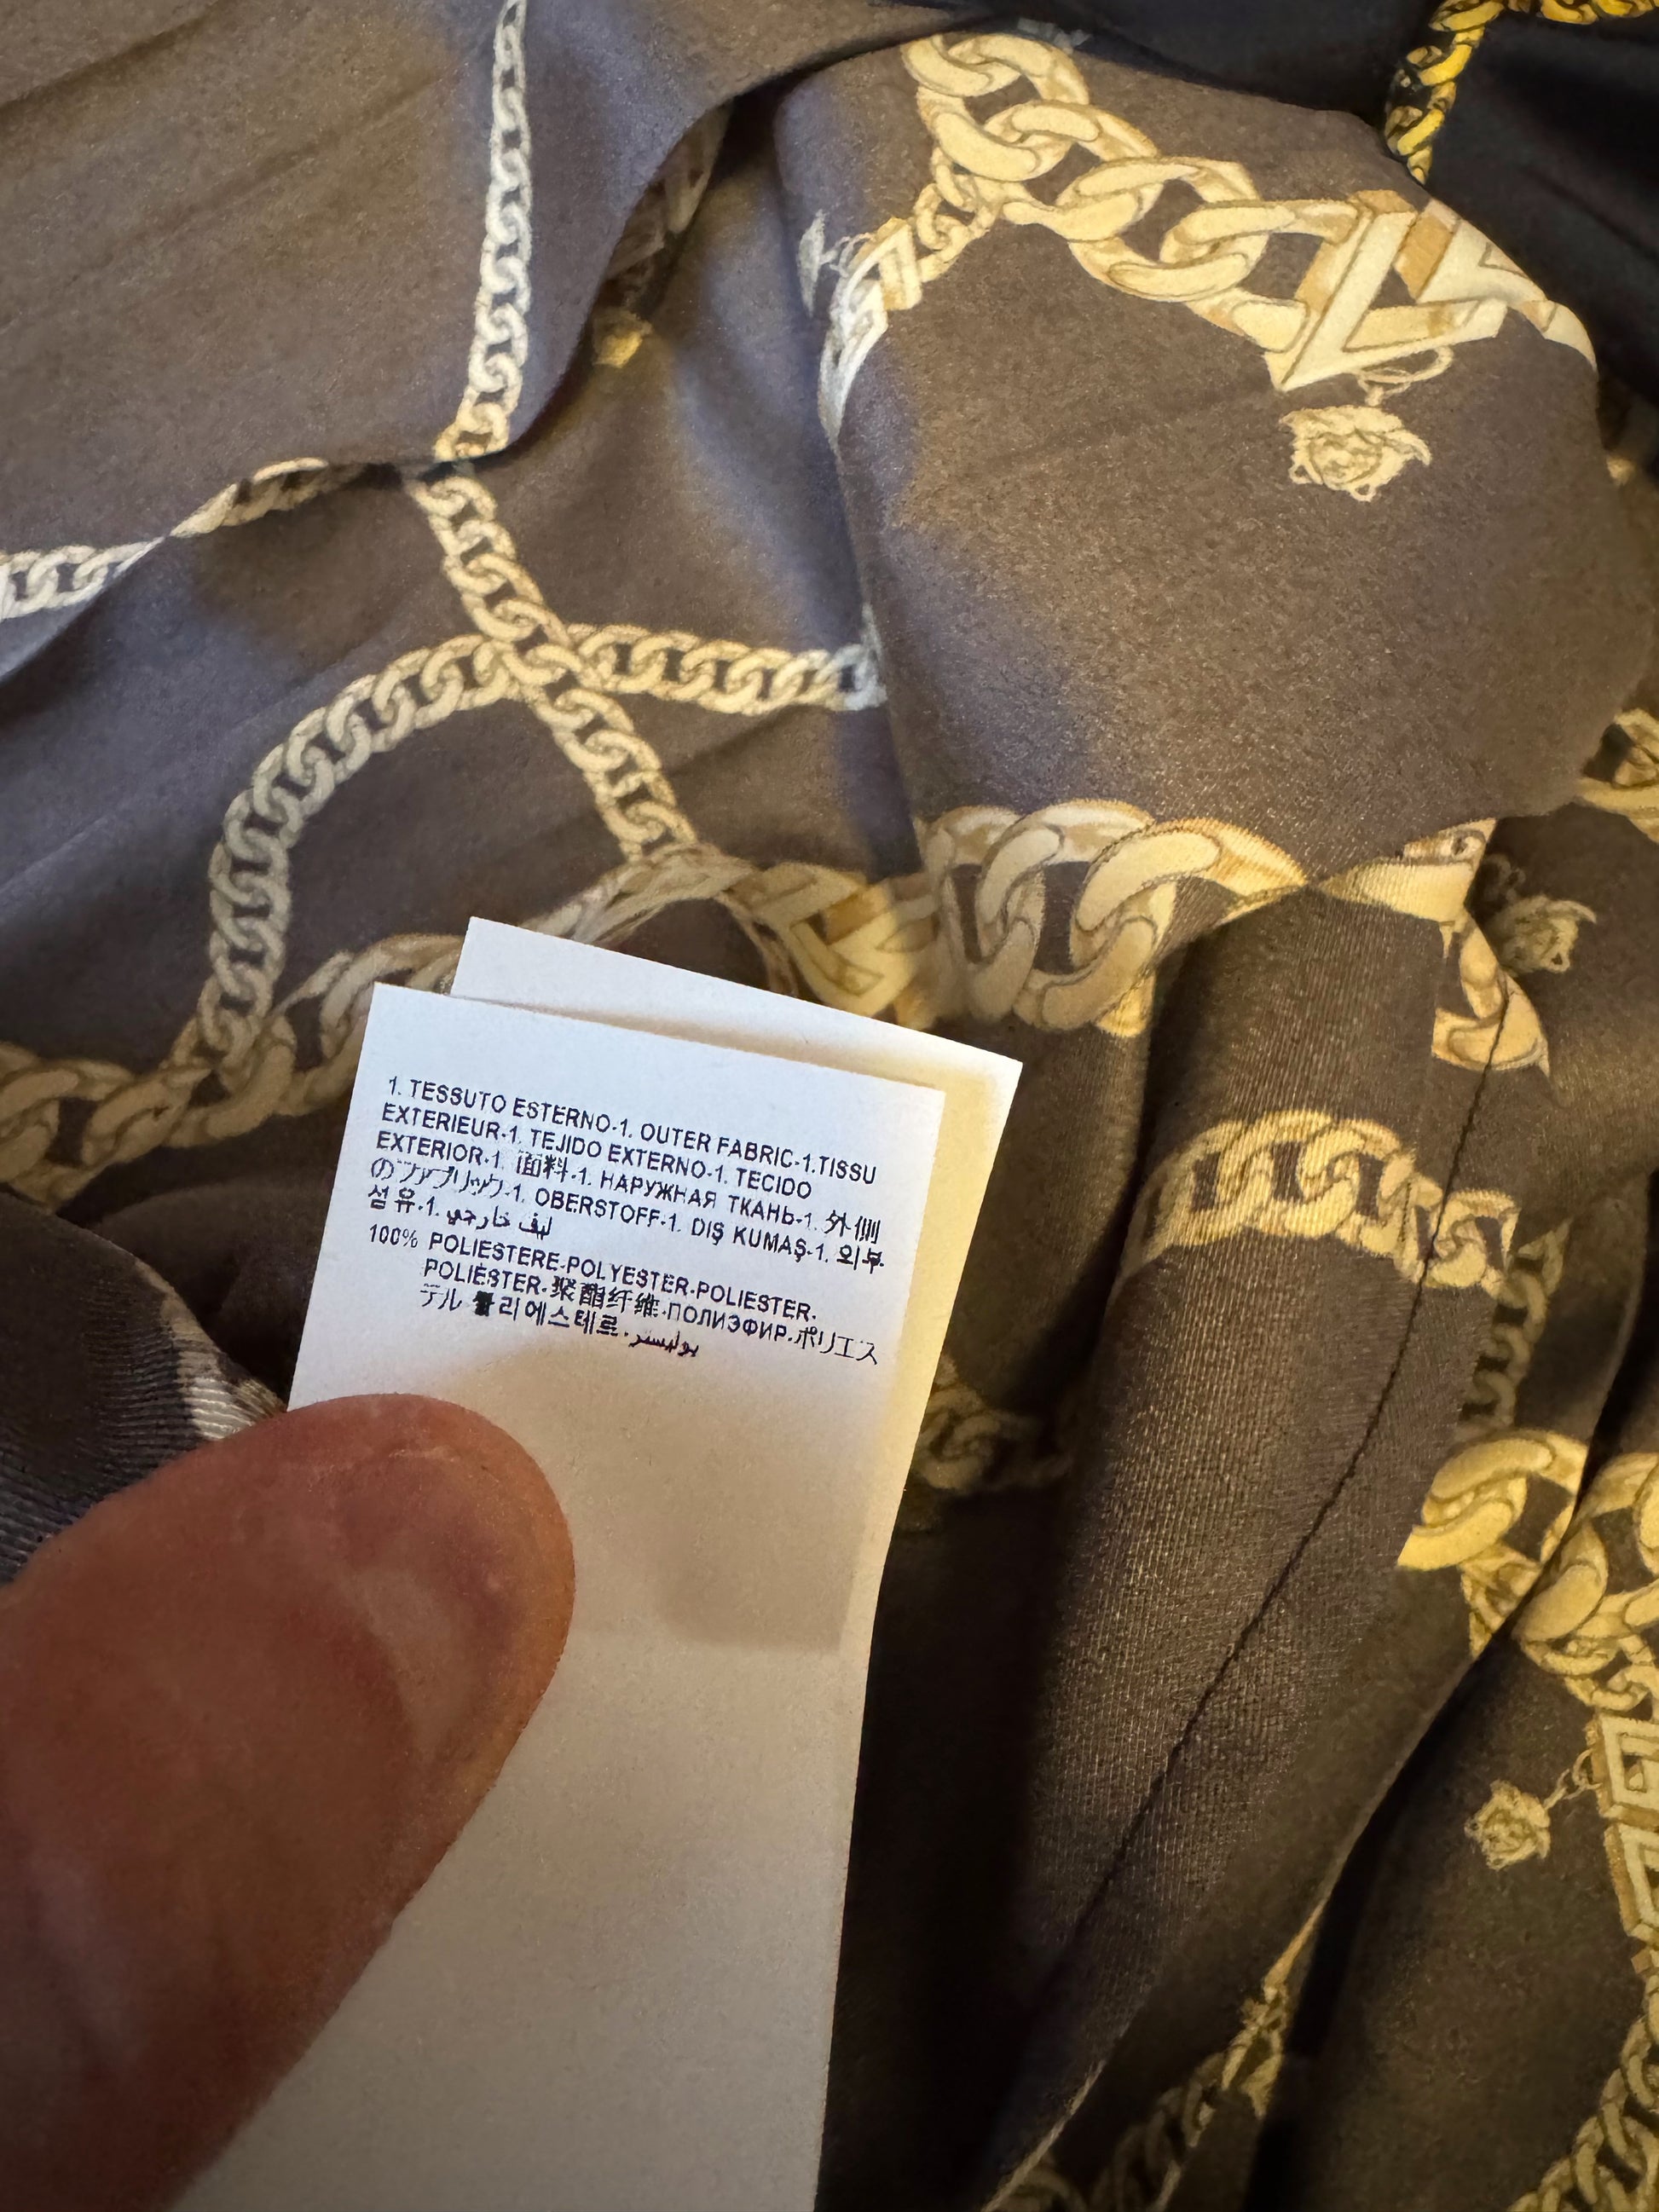 1. TESSUTO ESTERNO-1. OUTER FABRIC-1.TISSU
EXTERIEUR-1. TEJIDO EXTERNO-1. TECIDO
EXTERIOR-1. 面料-1. НАРУЖНАЯ ТКАНЬ-1. 外側
のファブリック-1. OBERSTOFF-1. DIŞ KUMAŞ-1. 외부
섬유-1. ليف خارجي
100% POLIESTERE-POLYESTER-POLIESTER-
POLIÉSTER-聚酯纤维-ПОЛИЭФИР-ポリエス
テル 리에스테르-بوليستر